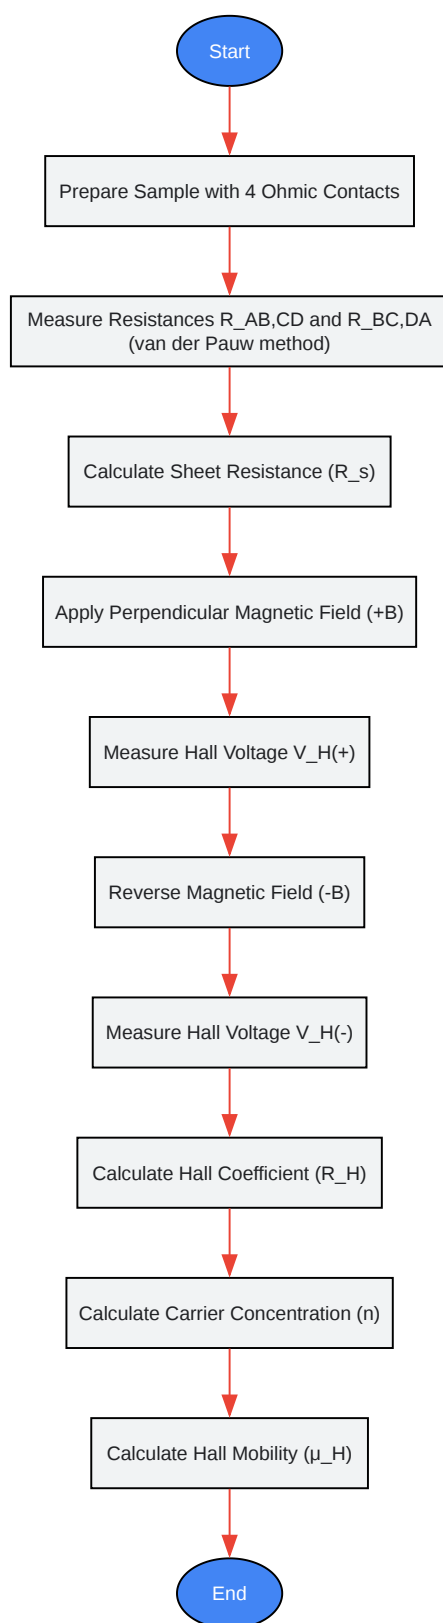 Start
Prepare Sample with 4 Ohmic Contacts
Measure Resistances R_AB,CD and R_BC,DA
(van der Pauw method)
Calculate Sheet Resistance (R_s)
Apply Perpendicular Magnetic Field (+B)
Measure Hall Voltage V_H(+)
Reverse Magnetic Field (-B)
Measure Hall Voltage V_H(-)
Calculate Hall Coefficient (R_H)
Calculate Carrier Concentration (n)
Calculate Hall Mobility (μ_H)
End